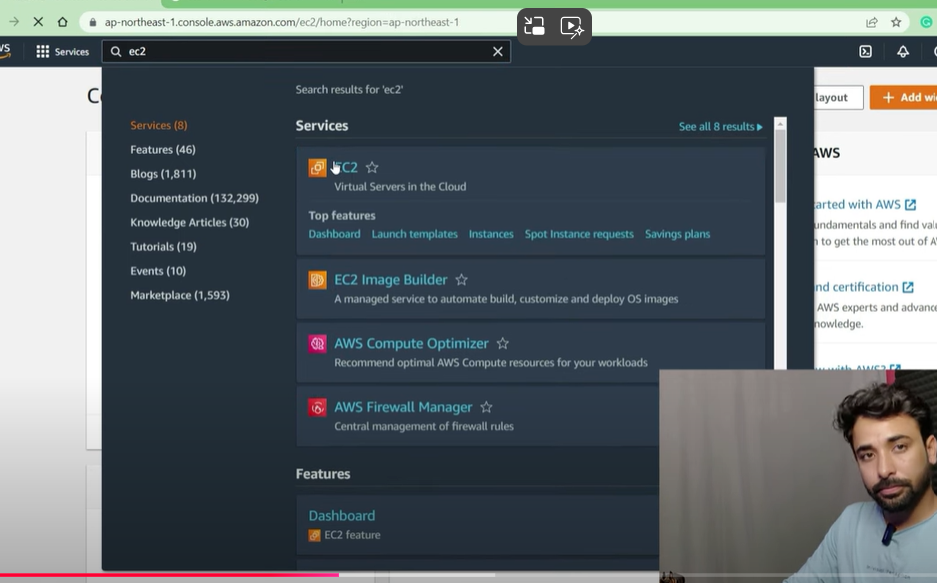 ap-northeast-1.console.aws.amazon.com/ec2/home?region=ap-northeast-1
Services
ec2
Search results for 'ec2'
layout
Add
Services (8)
Features (46)
Blogs (1,811)
Documentation (132,299)
Knowledge Articles (30)
Tutorials (19)
Events (10)
Marketplace (1,593)
Services
See all 8 results
EC2
Virtual Servers in the Cloud
Top features
Dashboard Launch templates Instances Spot Instance requests Savings plans
EC2 Image Builder
A managed service to automate build, customize and deploy OS images
AWS Compute Optimizer
Recommend optimal AWS Compute resources for your workloads
AWS Firewall Manager
Central management of firewall rules
Features
Dashboard
EC2 feature
AWS
arted with AWS
undamentals and find
to get the most out of
nd certification
AWS experts and advance
nowledge.